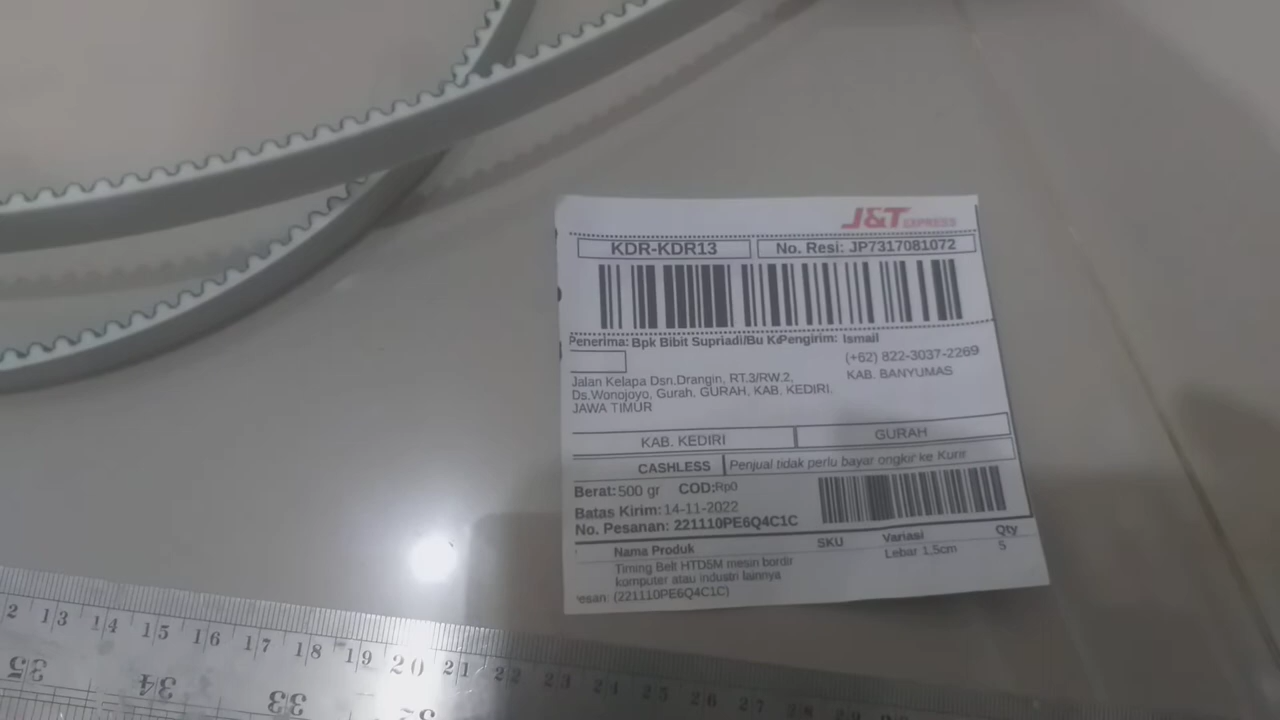 J&T EXPRESS
KDR-KDR13
No. Resi: JP7317081072
Penerima: Bpk Bibit Supriadi/Bu K
Pengirim: Ismail
(+62) 822-3037-2269
KAB. BANYUMAS
Jalan Kelapa Dsn.Drangin, RT.3/RW.2,
Ds.Wonojoyo, Gurah. GURAH, KAB. KEDIRI,
JAWA TIMUR
KAB. KEDIRI
GURAH
CASHLESS
Penjual tidak perlu bayar ongkir ke Kurir
Berat: 500 gr COD: Rp0
Batas Kirim: 14-11-2022
No. Pesanan: 221110PE6Q4C1C
Nama Produk SKU Variasi Qty
Timing Belt HTD5M mesin bordir
komputer atau industri lainnya
Lebar 1,5cm 5
esan: (221110PE6Q4C1C)
2 13 14 15 16 17 18 19 20 21 22 23 24 25 26 27 28 29
35 34 33 32